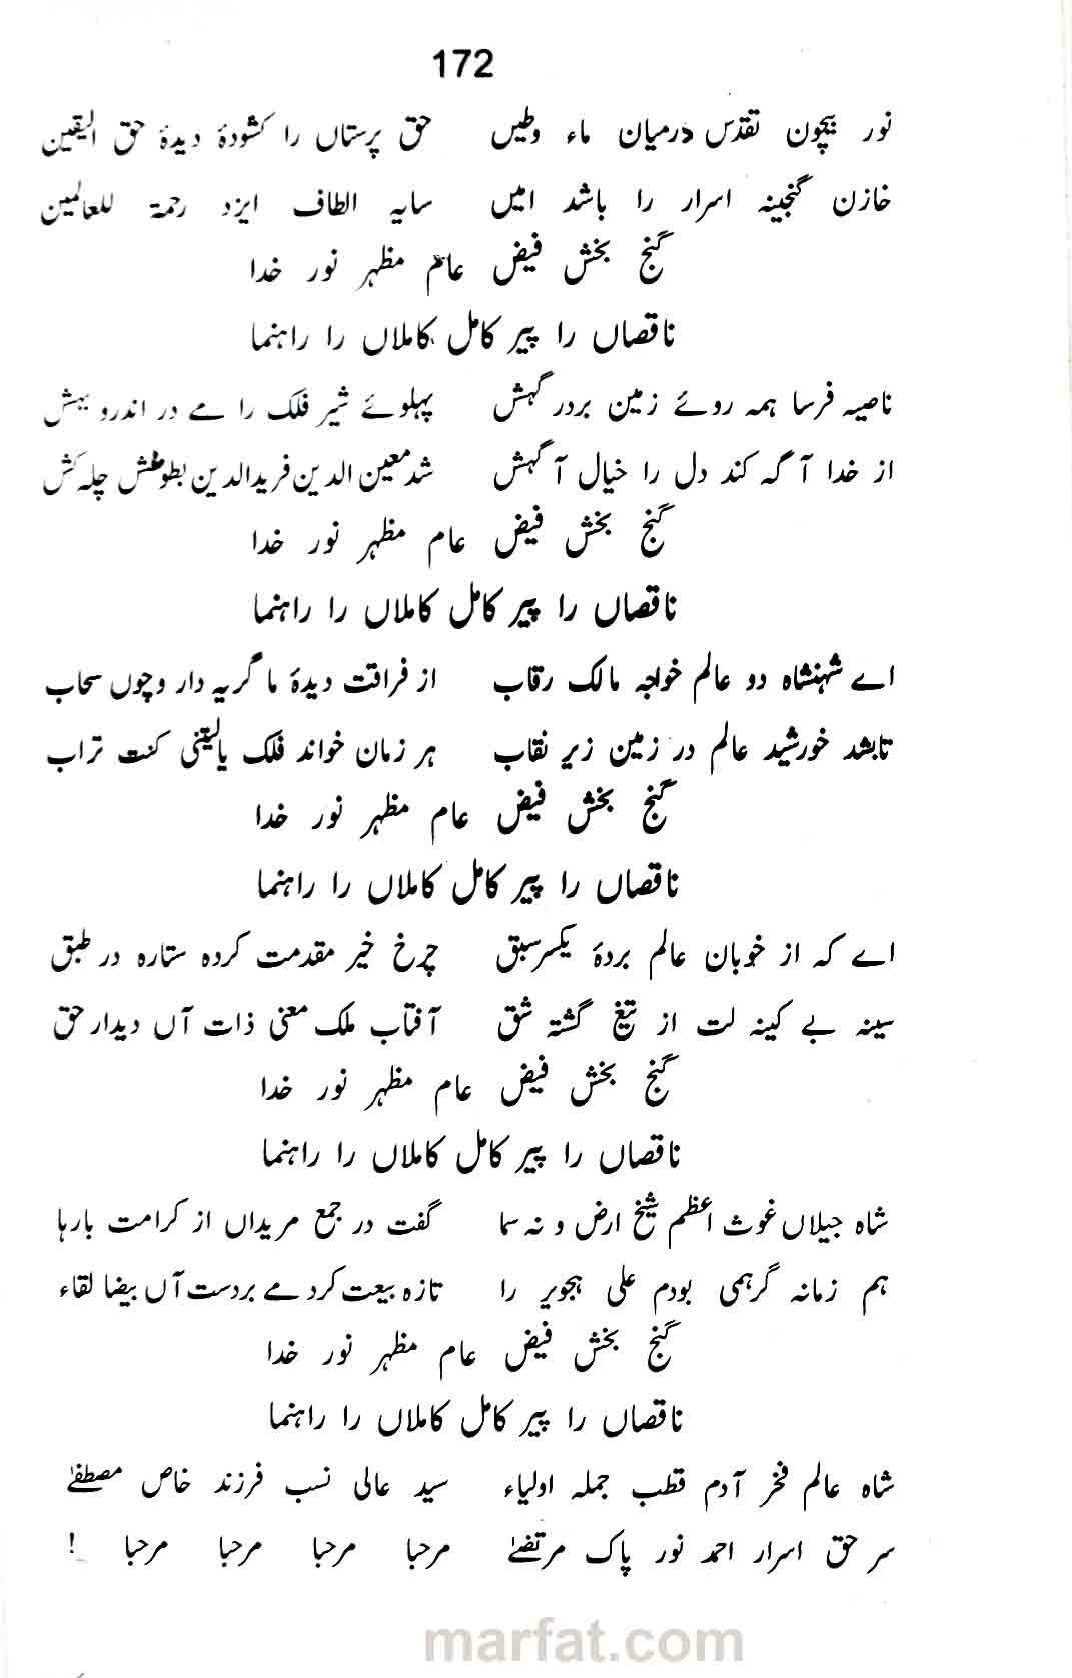 172
نور بیچون تقدس درمیان ماء وطیں حق پرستاں را کشودۂ دیدۂ حق الیقین
خازن گنجینہ اسرار را باشد امیں سایہ الطاف ایزد رحمۃ للعالمین
گنج بخش فیض عام مظہر نور خدا
ناقصاں را پیر کامل کاملاں را راہنما
ناصیہ فرسا ہمہ روئے زمین بردر گہش پہلوئے شیر فلک را مے در اندرو بہش
از خدا آگہ کند دل را خیال آگہش شد معین الدین فرید الدین بطوطش چلہ کش
گنج بخش فیض عام مظہر نور خدا
ناقصاں را پیر کامل کاملاں را راہنما
اے شہنشاہ دو عالم خواجہ مالک رقاب از فراقت دیدۂ ما گریہ دار وچوں سحاب
تابشد خورشید عالم در زمین زیر نقاب ہر زمان خواند فلک یالیتنی کنت تراب
گنج بخش فیض عام مظہر نور خدا
ناقصاں را پیر کامل کاملاں را راہنما
اے کہ از خوبان عالم بردۂ یکسر سبق چرخ خیر مقدمت کردہ ستارہ در طبق
سینہ بے کینہ لت از تیغ گشتہ شق آفتاب ملک معنی ذات آں دیدار حق
گنج بخش فیض عام مظہر نور خدا
ناقصاں را پیر کامل کاملاں را راہنما
شاہ جیلاں غوث اعظم شیخ ارض و نہ سما گفت در جمع مریداں از کرامت بارہا
ہم زمانہ گرہمی بودم علی ہجویر را تازہ بیعت کردمے بردست آں بیضا لقاء
گنج بخش فیض عام مظہر نور خدا
ناقصاں را پیر کامل کاملاں را راہنما
شاہ عالم فخر آدم قطب جملہ اولیاء سید عالی نسب فرزند خاص مصطفےٰ
سر حق اسرار احمد نور پاک مرتضےٰ مرحبا مرحبا مرحبا مرحبا !
marfat.com